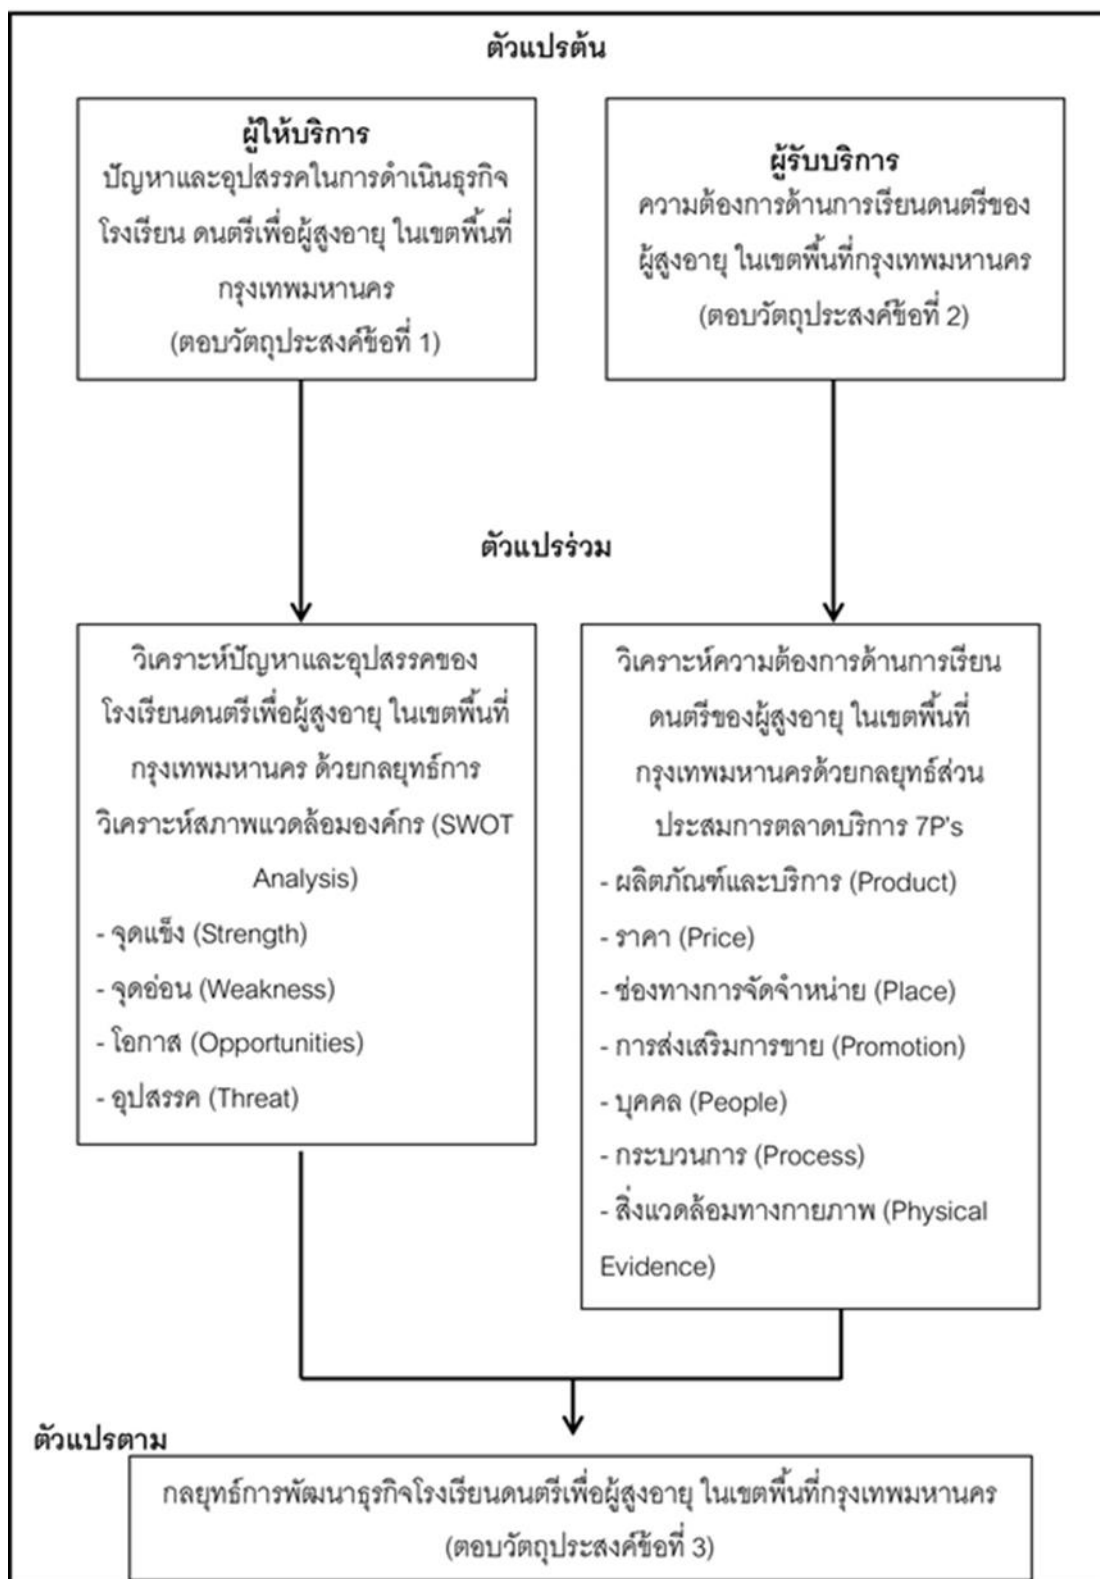 ตัวแปรต้น
ผู้ให้บริการ
ปัญหาและอุปสรรคในการดำเนินธุรกิจ
โรงเรียน ดนตรีเพื่อผู้สูงอายุ ในเขตพื้นที่
กรุงเทพมหานคร
(ตอบวัตถุประสงค์ข้อที่ 1)
ผู้รับบริการ
ความต้องการด้านการเรียนดนตรีของ
ผู้สูงอายุ ในเขตพื้นที่กรุงเทพมหานคร
(ตอบวัตถุประสงค์ข้อที่ 2)
ตัวแปรร่วม
วิเคราะห์ปัญหาและอุปสรรคของ
โรงเรียนดนตรีเพื่อผู้สูงอายุ ในเขตพื้นที่
กรุงเทพมหานคร ด้วยกลยุทธ์การ
วิเคราะห์สภาพแวดล้อมองค์กร (SWOT
Analysis)
- จุดแข็ง (Strength)
- จุดอ่อน (Weakness)
- โอกาส (Opportunities)
- อุปสรรค (Threat)
วิเคราะห์ความต้องการด้านการเรียน
ดนตรีของผู้สูงอายุ ในเขตพื้นที่
กรุงเทพมหานครด้วยกลยุทธ์ส่วน
ประสมการตลาดบริการ 7P's
- ผลิตภัณฑ์และบริการ (Product)
- ราคา (Price)
- ช่องทางการจัดจำหน่าย (Place)
- การส่งเสริมการขาย (Promotion)
- บุคคล (People)
- กระบวนการ (Process)
- สิ่งแวดล้อมทางกายภาพ (Physical
Evidence)
ตัวแปรตาม
กลยุทธ์การพัฒนาธุรกิจโรงเรียนดนตรีเพื่อผู้สูงอายุ ในเขตพื้นที่กรุงเทพมหานคร
(ตอบวัตถุประสงค์ข้อที่ 3)